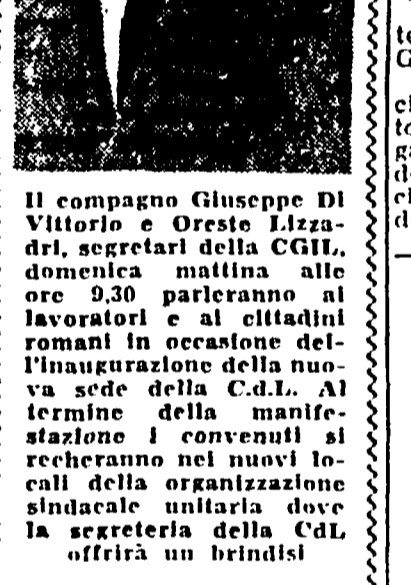 Il compagno Giuseppe Di
Vittorio e Oreste Lizza-
dri, segretari della CGIL,
domenica mattina alle
ore 9,30 parleranno ai
lavoratori e ai cittadini
romani in occasione del-
l'inaugurazione della nuo-
va sede della C.d.L. Al
termine della manife-
stazione i convenuti si
recheranno nei nuovi lo-
cali della organizzazione
sindacale unitaria dove
la segreteria della CdL
offrirà un brindisi